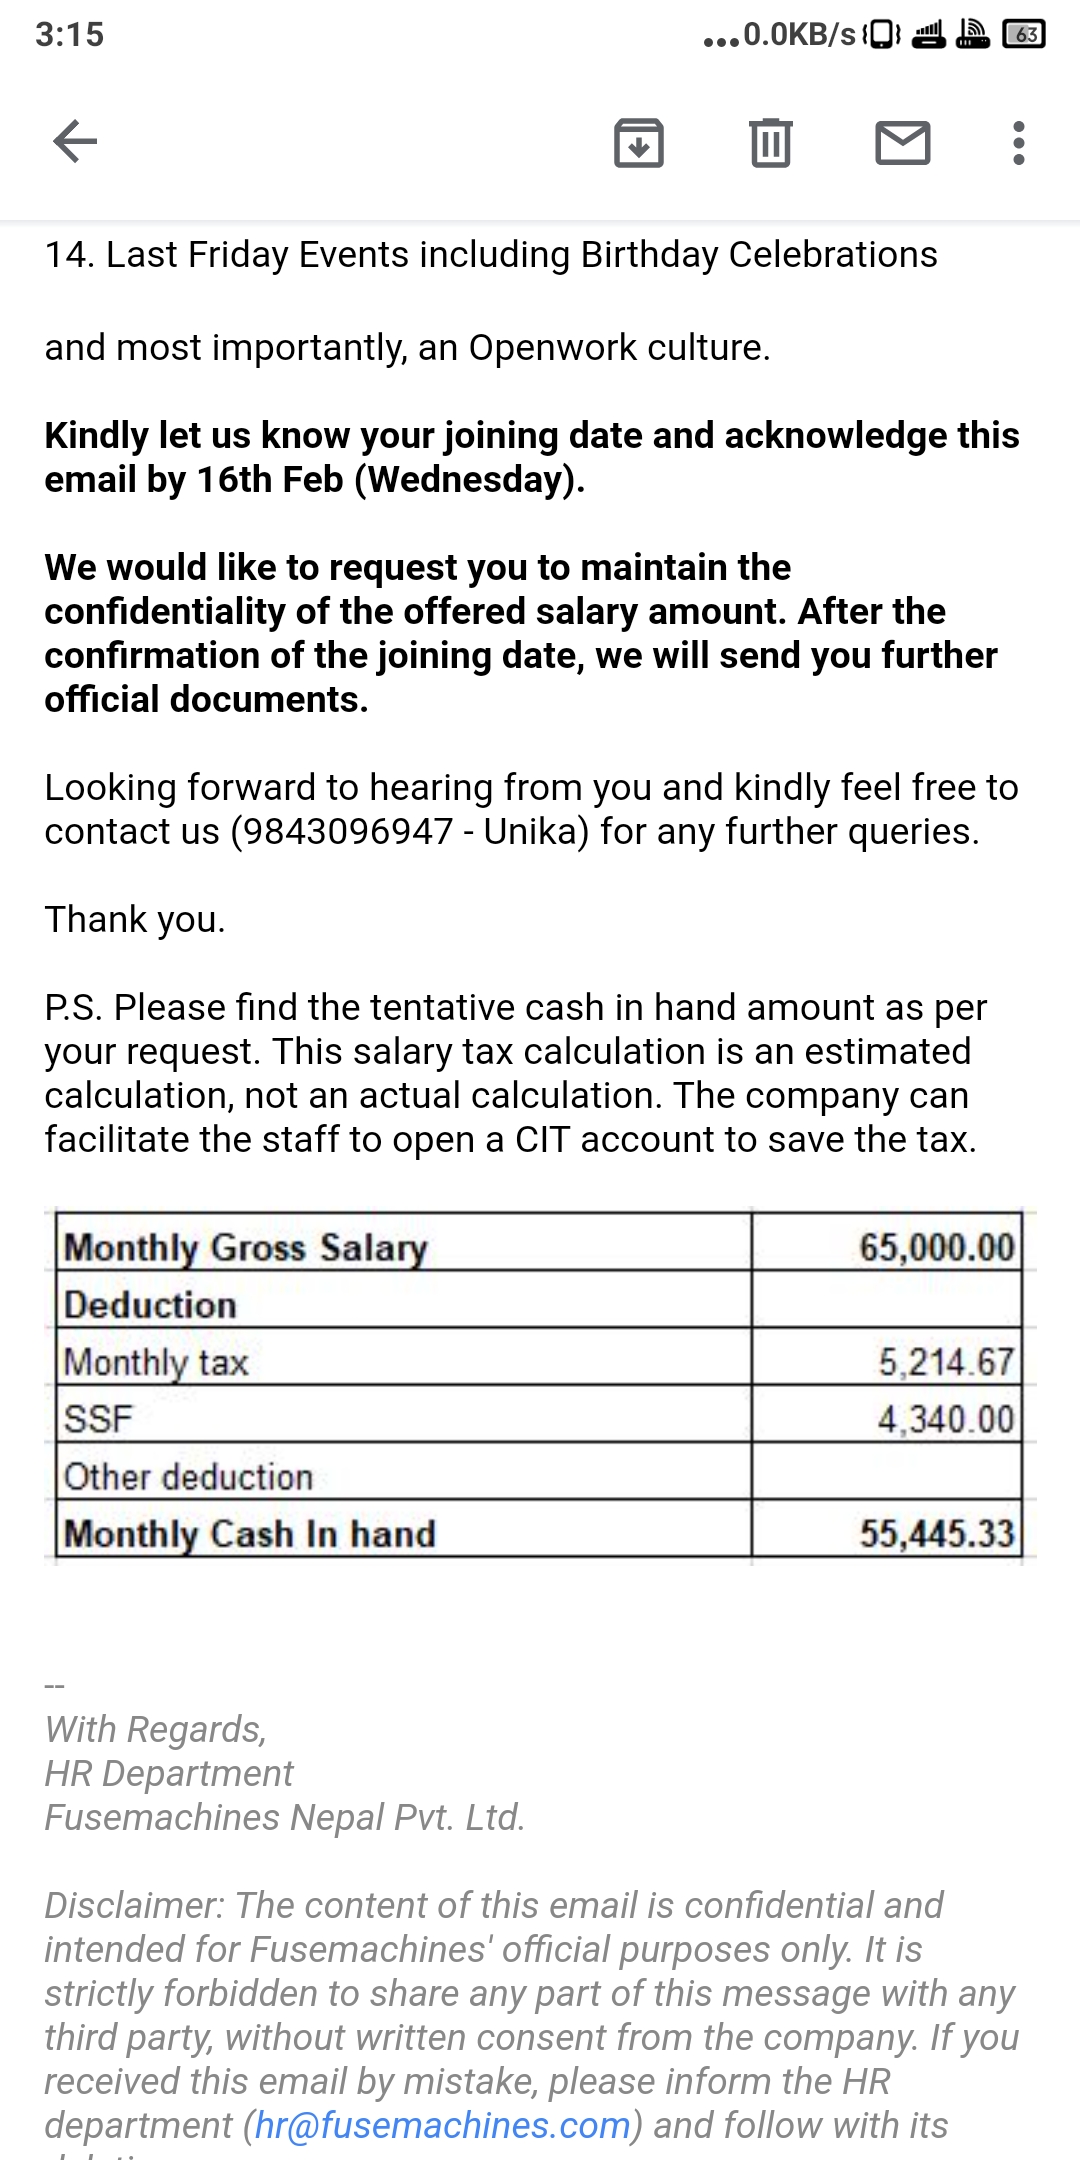 3:15
...0.0KB/s 63
14. Last Friday Events including Birthday Celebrations
and most importantly, an Openwork culture.
Kindly let us know your joining date and acknowledge this
email by 16th Feb (Wednesday).
We would like to request you to maintain the
confidentiality of the offered salary amount. After the
confirmation of the joining date, we will send you further
official documents.
Looking forward to hearing from you and kindly feel free to
contact us (9843096947 - Unika) for any further queries.
Thank you.
P.S. Please find the tentative cash in hand amount as per
your request. This salary tax calculation is an estimated
calculation, not an actual calculation. The company can
facilitate the staff to open a CIT account to save the tax.
Monthly Gross Salary 65,000.00
Deduction
Monthly tax 5,214.67
SSF 4,340.00
Other deduction
Monthly Cash In hand 55,445.33
--
With Regards,
HR Department
Fusemachines Nepal Pvt. Ltd.
Disclaimer: The content of this email is confidential and
intended for Fusemachines' official purposes only. It is
strictly forbidden to share any part of this message with any
third party, without written consent from the company. If you
received this email by mistake, please inform the HR
department (hr@fusemachines.com) and follow with its